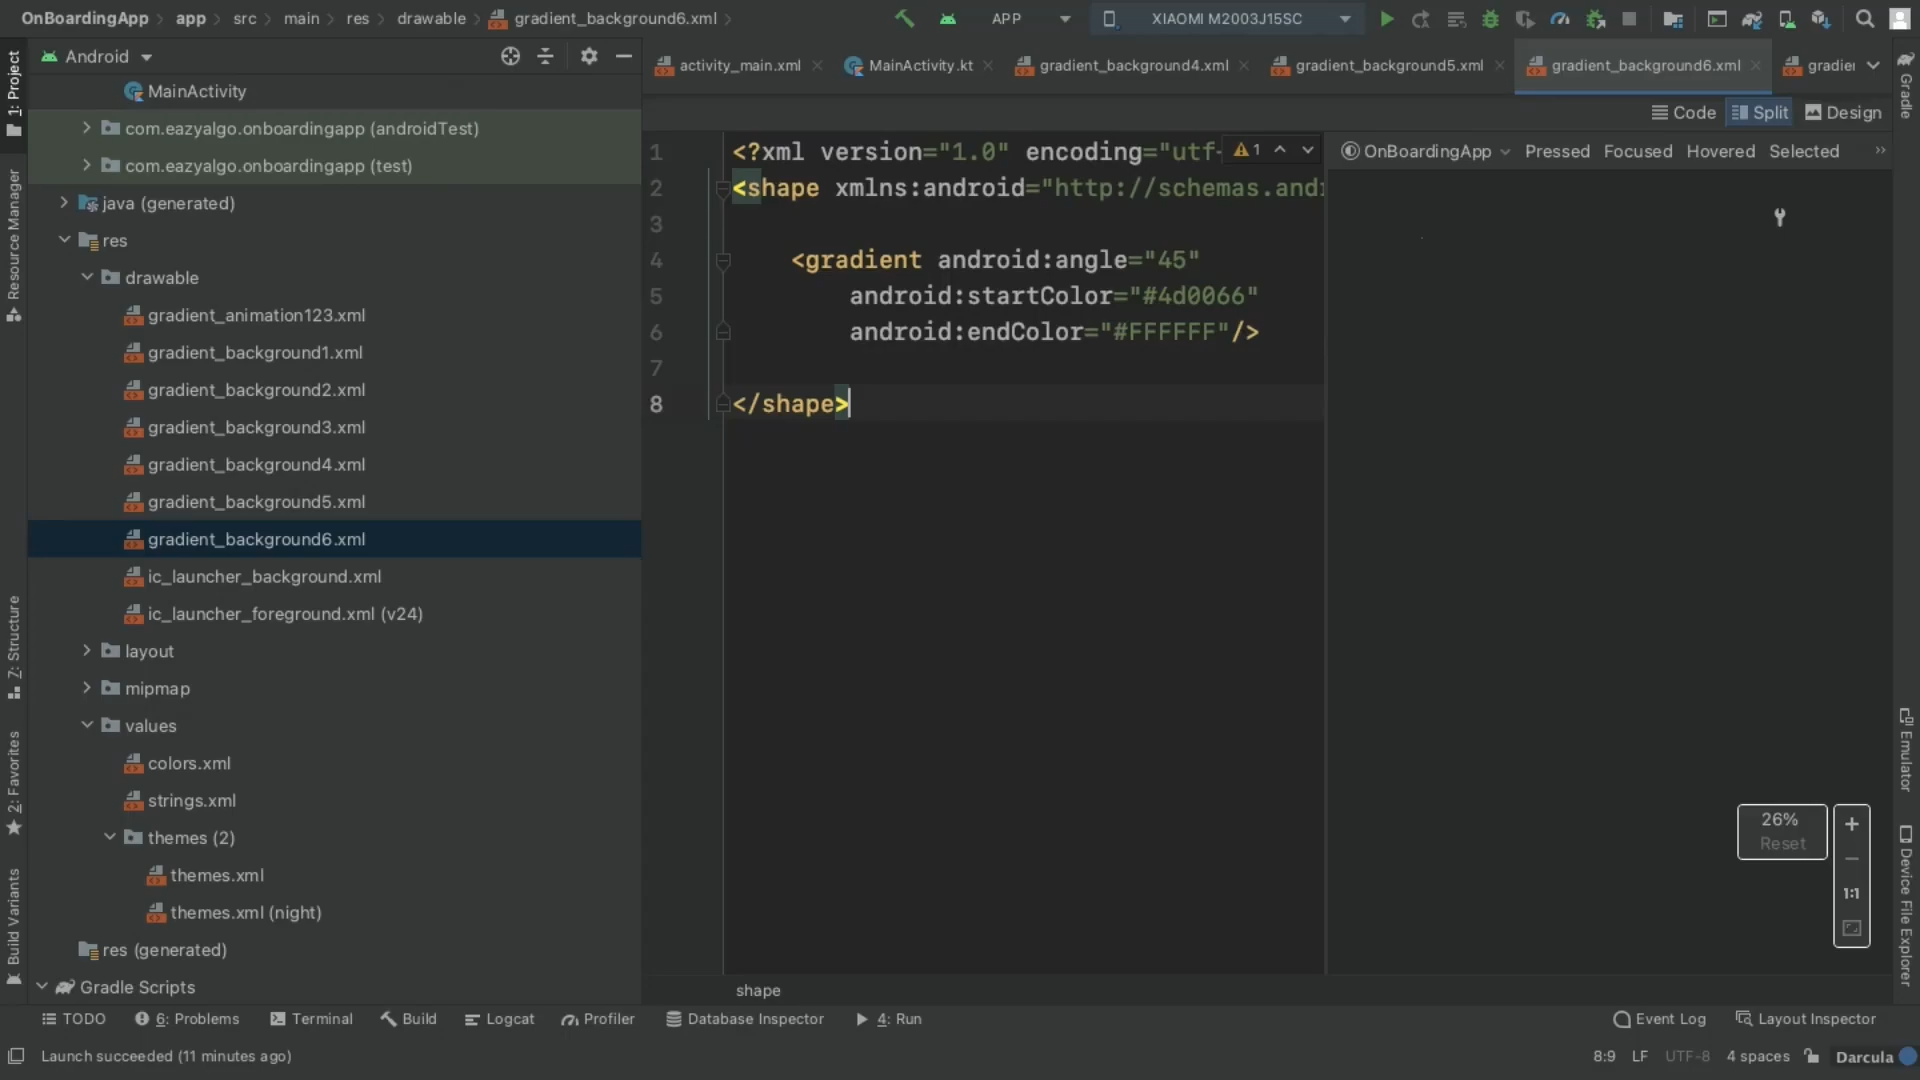 OnBoardingApp app src main res drawable gradient_background6.xml
APP XIAOMI M2003J15SC
Android
activity_main.xml MainActivity.kt gradient_background4.xml gradient_background5.xml gradient_background6.xml gradier
Code Split Design
OnBoardingApp Pressed Focused Hovered Selected
1: Project
Resource Manager
Z: Structure
2: Favorites
Build Variants
MainActivity
com.eazyalgo.onboardingapp (androidTest)
com.eazyalgo.onboardingapp (test)
java (generated)
res
drawable
gradient_animation123.xml
gradient_background1.xml
gradient_background2.xml
gradient_background3.xml
gradient_background4.xml
gradient_background5.xml
gradient_background6.xml
ic_launcher_background.xml
ic_launcher_foreground.xml (v24)
layout
mipmap
values
colors.xml
strings.xml
themes (2)
themes.xml
themes.xml (night)
res (generated)
Gradle Scripts
1 <?xml version="1.0" encoding="utf- 1
2 <shape xmlns:android="http://schemas.andr
3
4 <gradient android:angle="45"
5 android:startColor="#4d0066"
6 android:endColor="#FFFFFF"/>
7
8 </shape>
26%
Reset
1:1
Gradle
Emulator
Device File Explorer
shape
TODO 6: Problems Terminal Build Logcat Profiler Database Inspector 4: Run Event Log Layout Inspector
Launch succeeded (11 minutes ago) 8:9 LF UTF-8 4 spaces Darcula